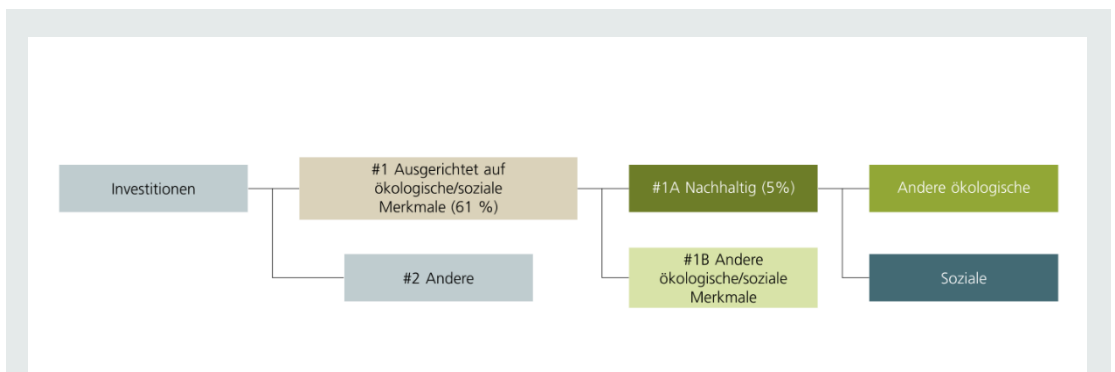 Investitionen
#1 Ausgerichtet auf
ökologische/soziale
Merkmale (61 %)
#1A Nachhaltig (5%)
Andere ökologische
#2 Andere
#1B Andere
ökologische/soziale
Merkmale
Soziale